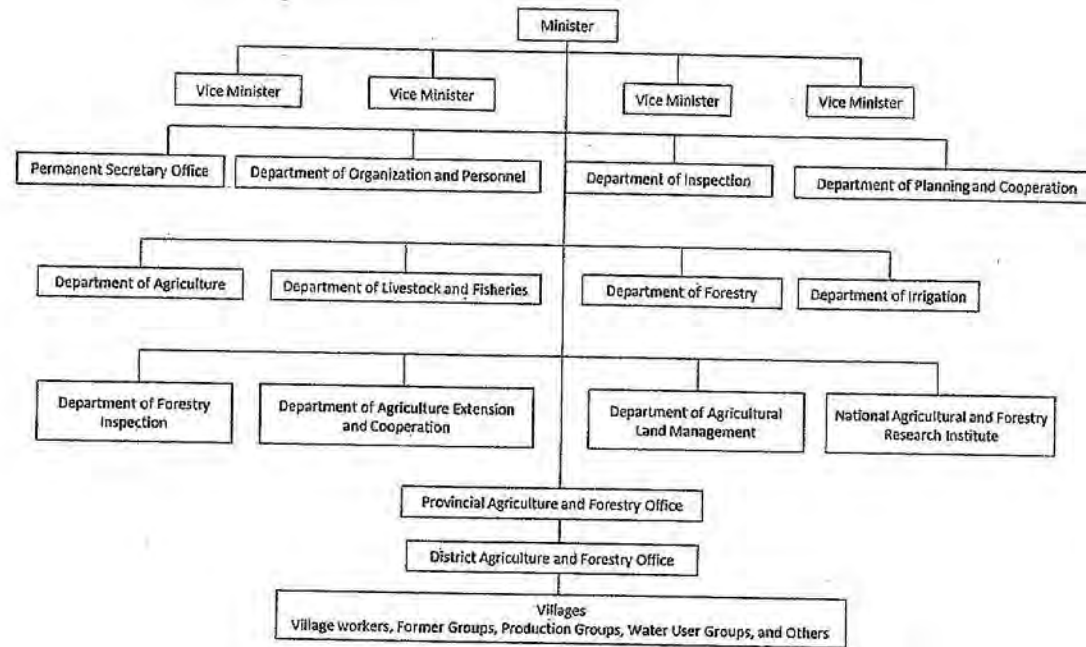 Minister
Vice Minister
Vice Minister
Vice Minister
Vice Minister
Permanent Secretary Office
Department of Organization and Personnel
Department of Inspection
Department of Planning and Cooperation
Department of Agriculture
Department of Livestock and Fisheries
Department of Forestry
Department of Irrigation
Department of Forestry
Inspection
Department of Agriculture Extension
and Cooperation
Department of Agricultural
Land Management
National Agricultural and Forestry
Research Institute
Provincial Agriculture and Forestry Office
District Agriculture and Forestry Office
Villages
Village workers, Former Groups, Production Groups, Water User Groups, and Others